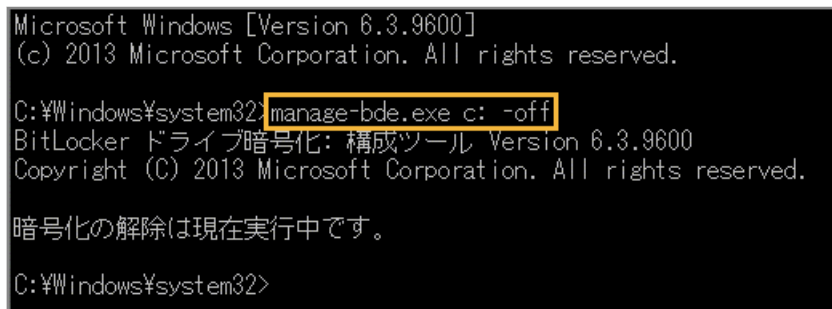 Microsoft Windows [Version 6.3.9600]
(c) 2013 Microsoft Corporation. All rights reserved.
C:¥Windows¥system32>manage-bde.exe c: -off
BitLocker ドライブ暗号化: 構成ツール Version 6.3.9600
Copyright (C) 2013 Microsoft Corporation. All rights reserved.
暗号化の解除は現在実行中です。
C:¥Windows¥system32>